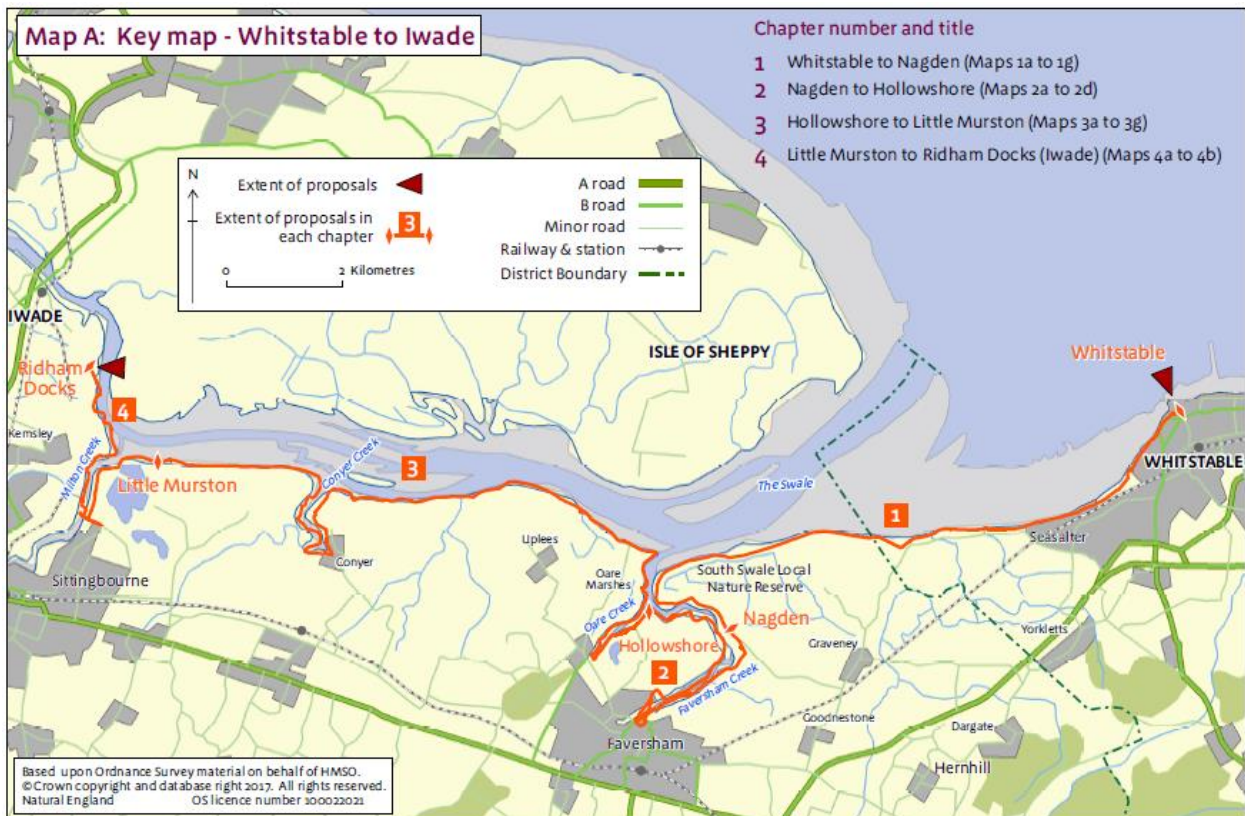 Map A: Key map - Whitstable to Iwade
Chapter number and title
1 Whitstable to Nagden (Maps 1a to 1g)
2 Nagden to Hollowshore (Maps 2a to 2d)
3 Hollowshore to Little Murston (Maps 3a to 3g)
4 Little Murston to Ridham Docks (Iwade) (Maps 4a to 4b)
N
Extent of proposals
Extent of proposals in
each chapter
3
0 2 Kilometres
A road
B road
Minor road
Railway & station
District Boundary
IWADE
Ridham
Docks
4
Kemsley
Milton Creek
Little Murston
Sittingbourne
Conyer Creek
Conyer
3
ISLE OF SHEPPY
The Swale
Whitstable
WHITSTABLE
1
Seasalter
Uplees
Oare
Marshes
South Swale Local
Nature Reserve
Oare Creek
Hollowshore
Nagden
2
Faversham Creek
Faversham
Graveney
Yorkletts
Goodnestone
Dargate
Hernhill
Based upon Ordnance Survey material on behalf of HMSO.
© Crown copyright and database right 2017. All rights reserved.
Natural England OS licence number 100022021